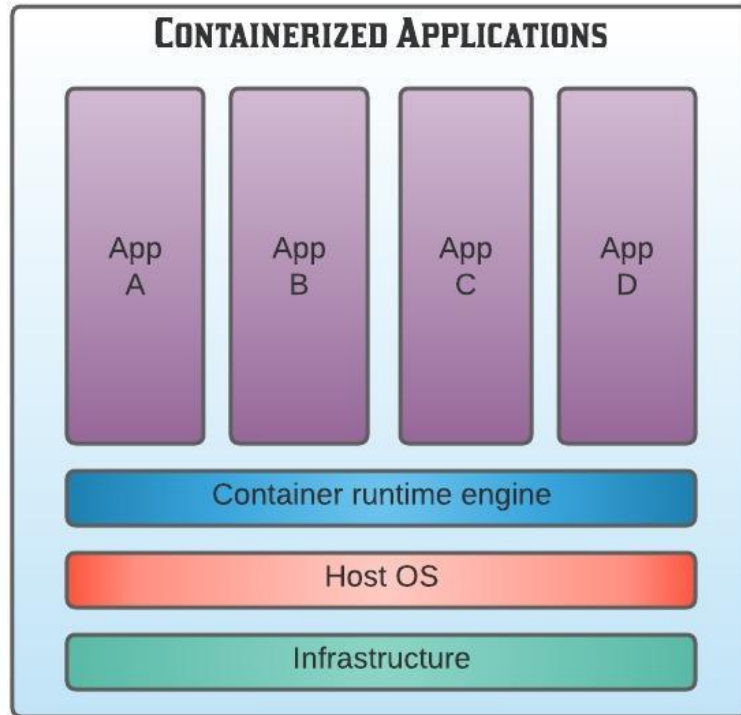 CONTAINERIZED APPLICATIONS
App
A
App
B
App
C
App
D
Container runtime engine
Host OS
Infrastructure